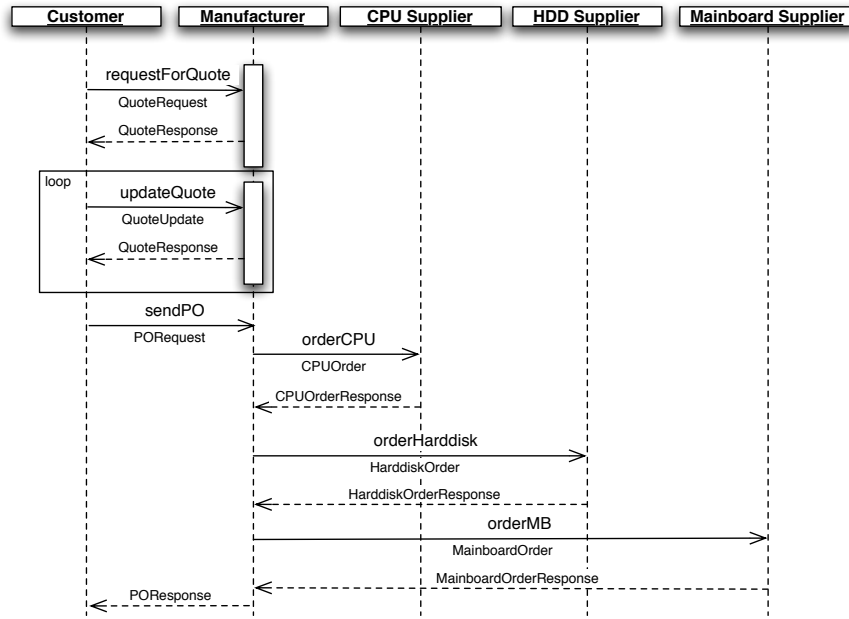 Customer
Manufacturer
CPU Supplier
HDD Supplier
Mainboard Supplier
requestForQuote
QuoteRequest
QuoteResponse
loop
updateQuote
QuoteUpdate
QuoteResponse
sendPO
PORequest
orderCPU
CPUOrder
CPUOrderResponse
orderHarddisk
HarddiskOrder
HarddiskOrderResponse
orderMB
MainboardOrder
MainboardOrderResponse
POResponse